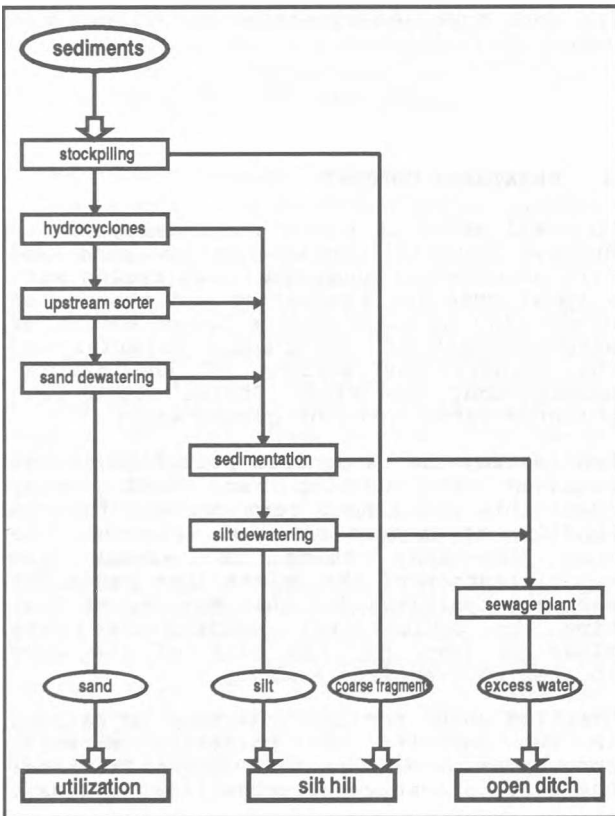 sediments
stockpiling
hydrocyclones
upstream sorter
sand dewatering
sedimentation
silt dewatering
sewage plant
sand
silt
coarse fragment
excess water
utilization
silt hill
open ditch